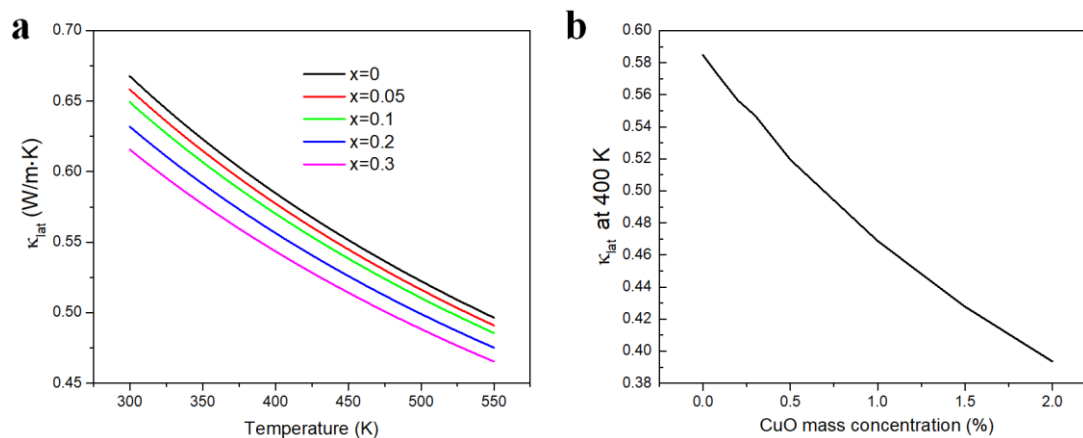 a
0.70
0.65
0.60
0.55
0.50
0.45
κlat (W/m·K)
x=0
x=0.05
x=0.1
x=0.2
x=0.3
300 350 400 450 500 550
Temperature (K)
b
0.60
0.58
0.56
0.54
0.52
0.50
0.48
0.46
0.44
0.42
0.40
0.38
κlat at 400 K
0.0 0.5 1.0 1.5 2.0
CuO mass concentration (%)